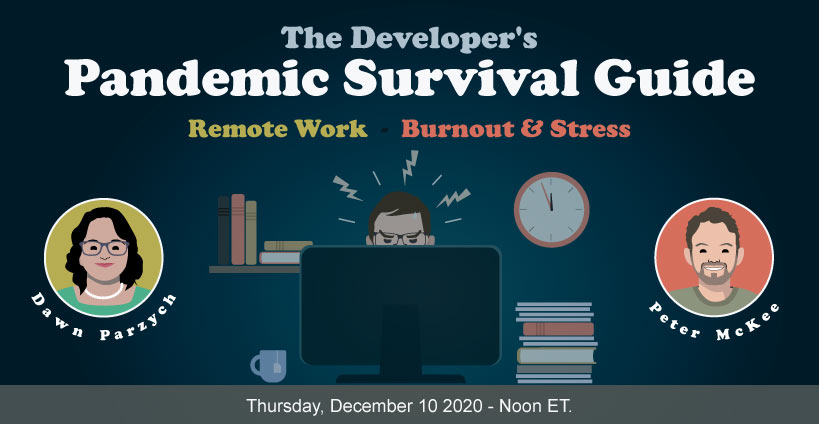 The Developer's
Pandemic Survival Guide
Remote Work - Burnout & Stress
Dawn Parzych
Peter McKee
Thursday, December 10 2020 - Noon ET.